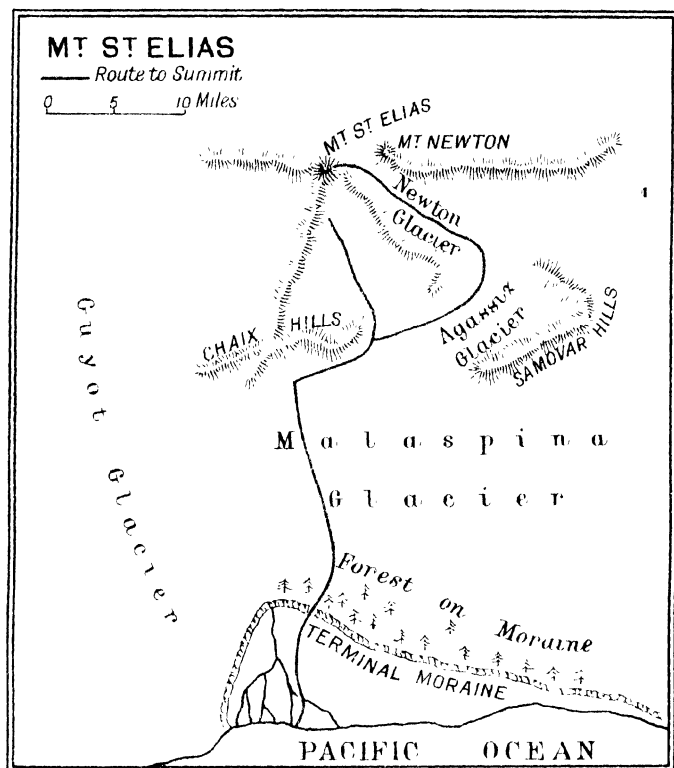 MT ST ELIAS
Route to Summit
0 5 10 Miles
MT ST ELIAS
MT NEWTON
Newton
Glacier
Agassiz
Glacier
SAMOVAR HILLS
CHAIX HILLS
Guyot Glacier
Malaspina
Glacier
Forest on Moraine
TERMINAL MORAINE
PACIFIC OCEAN